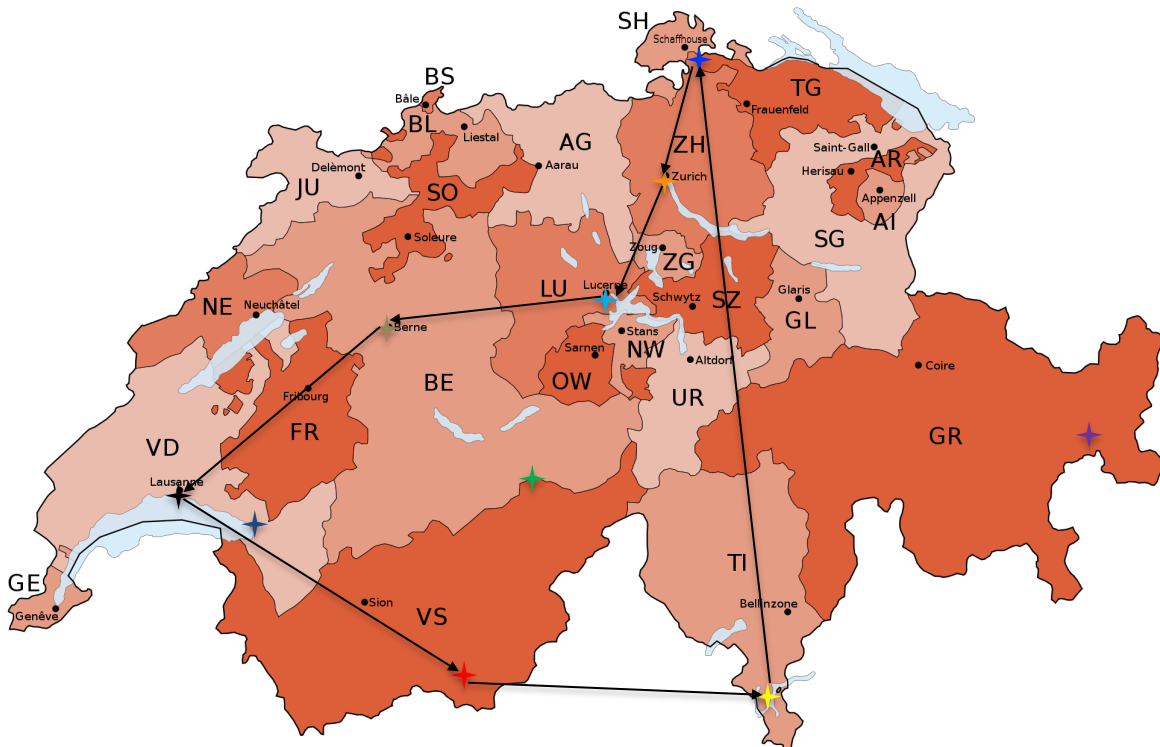 SH
Schaffhouse
BS
Bâle
BL
Liestal
TG
Frauenfeld
AG
Aarau
ZH
Zurich
Saint-Gall
AR
Herisau
Appenzell
AI
Delèmont
JU
SO
Soleure
SG
Zoug
ZG
NE
Neuchâtel
LU
Lucerne
Schwytz
SZ
Glaris
GL
Berne
Stans
NW
Sarnen
OW
Altdorf
UR
Coire
BE
Fribourg
FR
GR
VD
Lausanne
TI
GE
Genêve
Sion
VS
Bellinzone